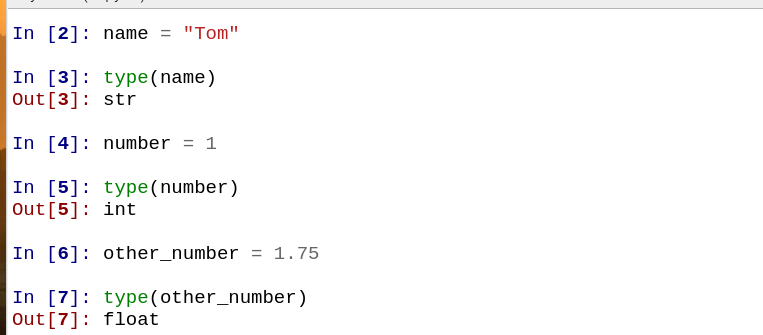 In [2]: name = "Tom"
In [3]: type(name)
Out[3]: str
In [4]: number = 1
In [5]: type(number)
Out[5]: int
In [6]: other_number = 1.75
In [7]: type(other_number)
Out[7]: float